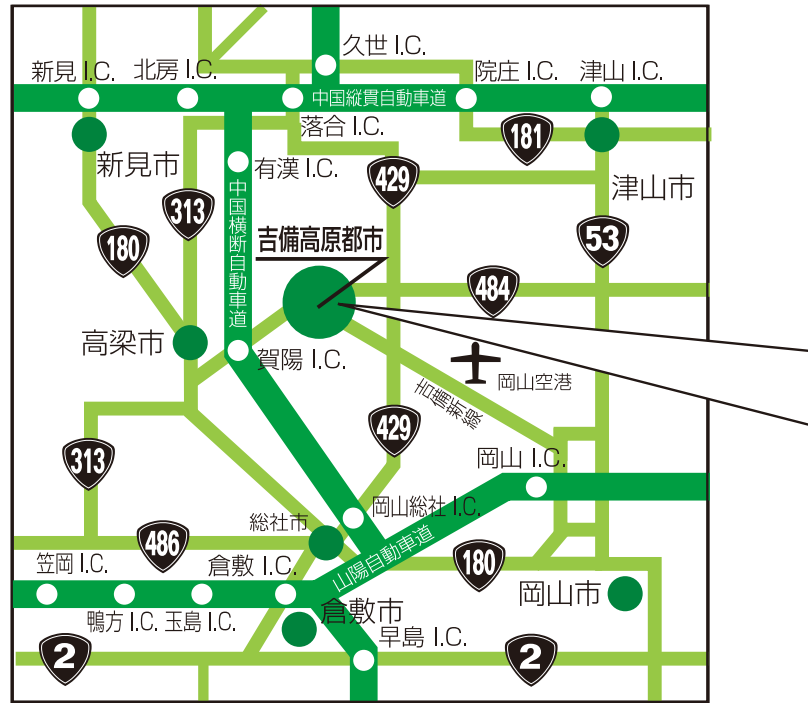 久世 I.C.
新見 I.C.
北房 I.C.
院庄 I.C.
津山 I.C.
中国縦貫自動車道
落合 I.C.
181
新見市
有漢 I.C.
429
津山市
313
中国横断自動車道
180
吉備高原都市
53
484
高梁市
賀陽 I.C.
岡山空港
吉備新線
429
313
岡山 I.C.
岡山総社 I.C.
総社市
486
山陽自動車道
180
笠岡 I.C.
倉敷 I.C.
岡山市
鴨方 I.C.
玉島 I.C.
倉敷市
早島 I.C.
2
2